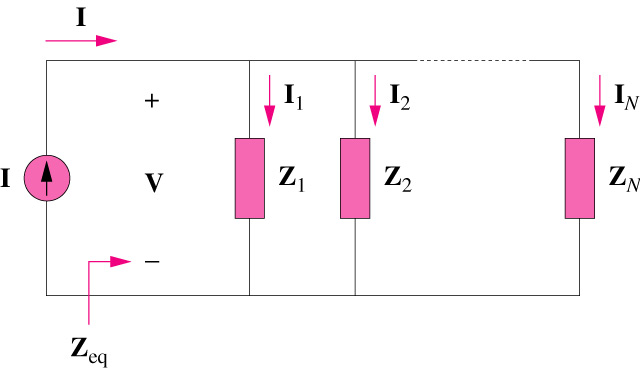 I
+
I1
I2
IN
I
V
Z1
Z2
ZN
−
Zeq